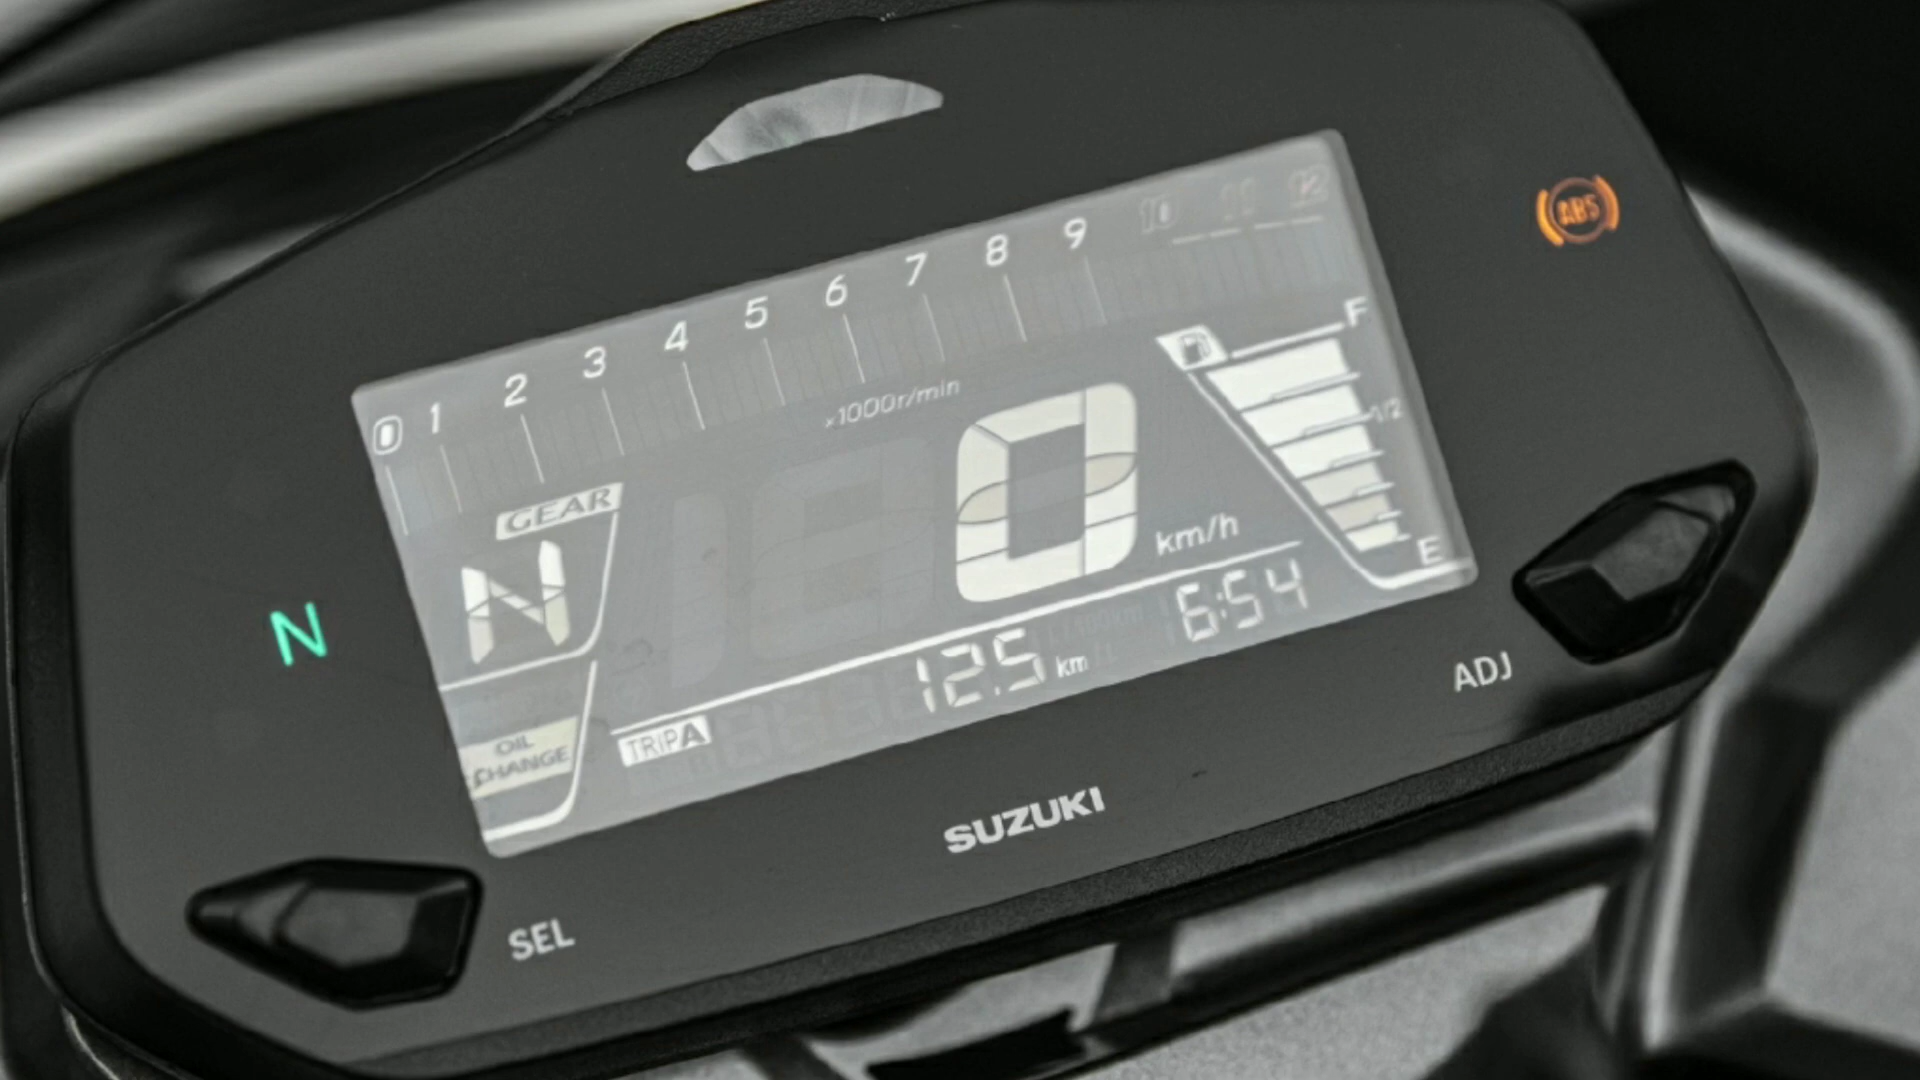 0 1 2 3 4 5 6 7 8 9 10 11 12
×1000r/min
ABS
F
1/2
E
GEAR
N
N
0 km/h
OIL
CHANGE
TRIP A 12.5 km 6:54
SEL
ADJ
SUZUKI